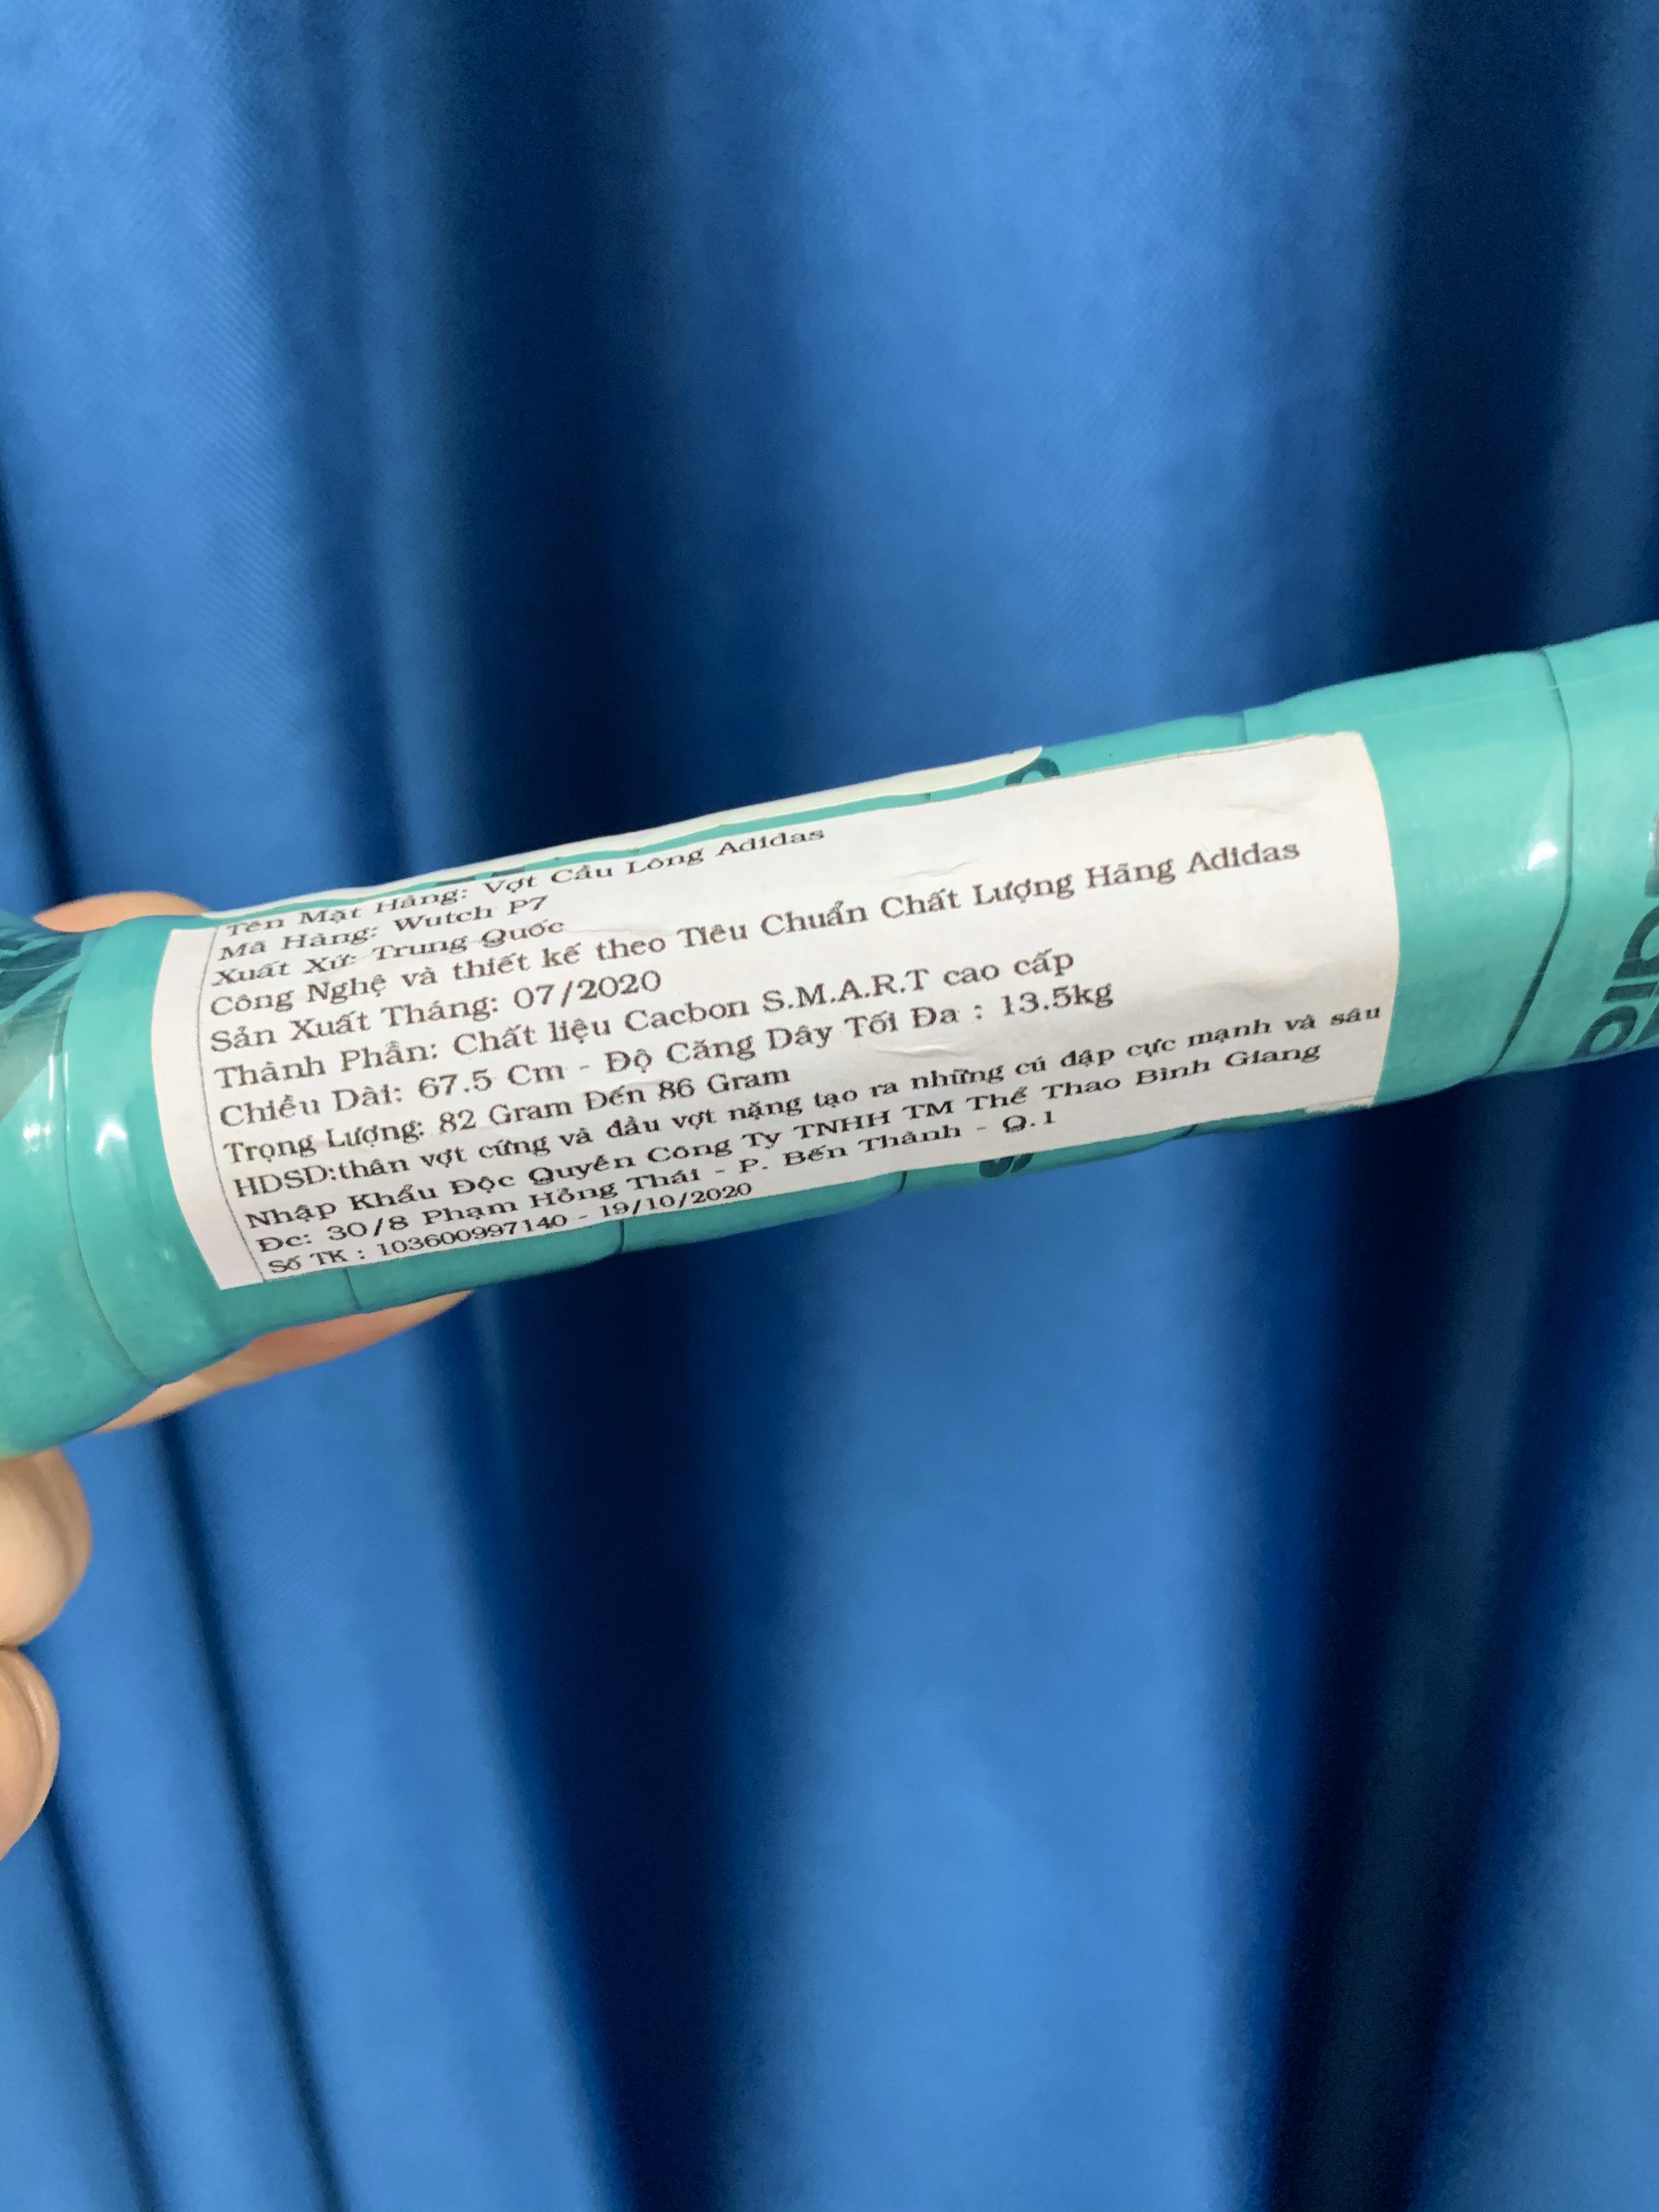 Tên Mặt Hàng: Vợt Cầu Lông Adidas
Mã Hàng: Wutch P7
Xuất Xứ: Trung Quốc
Công Nghệ và thiết kế theo Tiêu Chuẩn Chất Lượng Hãng Adidas
Sản Xuất Tháng: 07/2020
Thành Phần: Chất liệu Cacbon S.M.A.R.T cao cấp
Chiều Dài: 67.5 Cm - Độ Căng Dây Tối Đa : 13.5kg
Trọng Lượng: 82 Gram Đến 86 Gram
HDSD:thân vợt cứng và đầu vợt nặng tạo ra những cú đập cực mạnh và sâu
Nhập Khẩu Độc Quyền Công Ty TNHH TM Thể Thao Bình Giang
Đc: 30/8 Phạm Hồng Thái - P. Bến Thành - Q.1
Số TK : 103600997140 - 19/10/2020